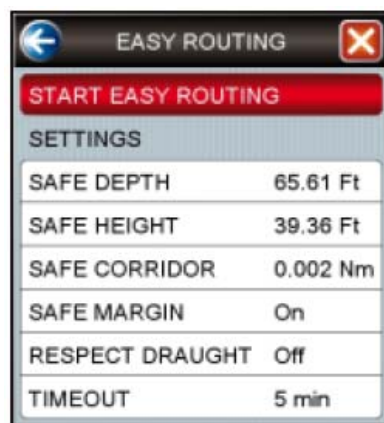 EASY ROUTING
START EASY ROUTING
SETTINGS
SAFE DEPTH 65.61 Ft
SAFE HEIGHT 39.36 Ft
SAFE CORRIDOR 0.002 Nm
SAFE MARGIN On
RESPECT DRAUGHT Off
TIMEOUT 5 min